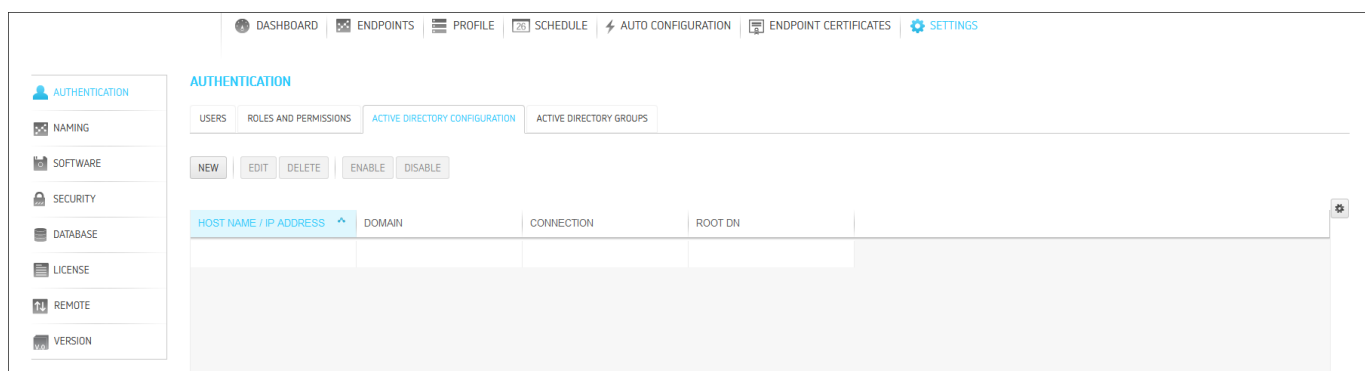 DASHBOARD ENDPOINTS PROFILE 26 SCHEDULE AUTO CONFIGURATION ENDPOINT CERTIFICATES SETTINGS
AUTHENTICATION
NAMING
SOFTWARE
SECURITY
DATABASE
LICENSE
REMOTE
V.0 VERSION
AUTHENTICATION
USERS ROLES AND PERMISSIONS ACTIVE DIRECTORY CONFIGURATION ACTIVE DIRECTORY GROUPS
NEW EDIT DELETE ENABLE DISABLE
HOST NAME / IP ADDRESS DOMAIN CONNECTION ROOT DN